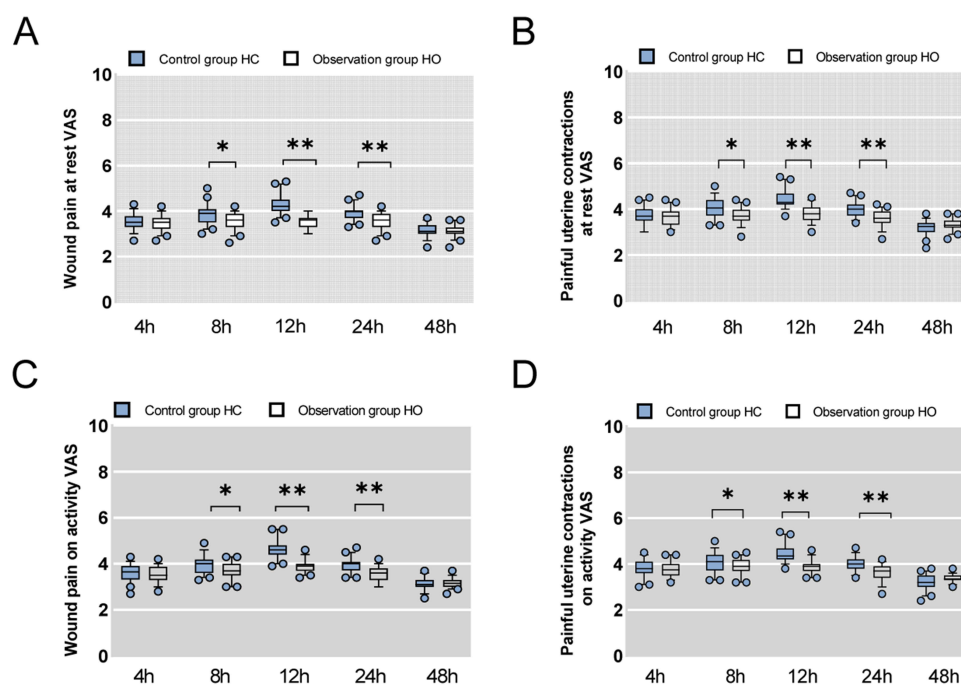 A
Control group HC Observation group HO
Wound pain at rest VAS
10
8
6
4
2
0
* ** **
4h 8h 12h 24h 48h
B
Control group HC Observation group HO
Painful uterine contractions
at rest VAS
10
8
6
4
2
0
* ** **
4h 8h 12h 24h 48h
C
Control group HC Observation group HO
Wound pain on activity VAS
10
8
6
4
2
0
* ** **
4h 8h 12h 24h 48h
D
Control group HC Observation group HO
Painful uterine contractions
on activity VAS
10
8
6
4
2
0
* ** **
4h 8h 12h 24h 48h